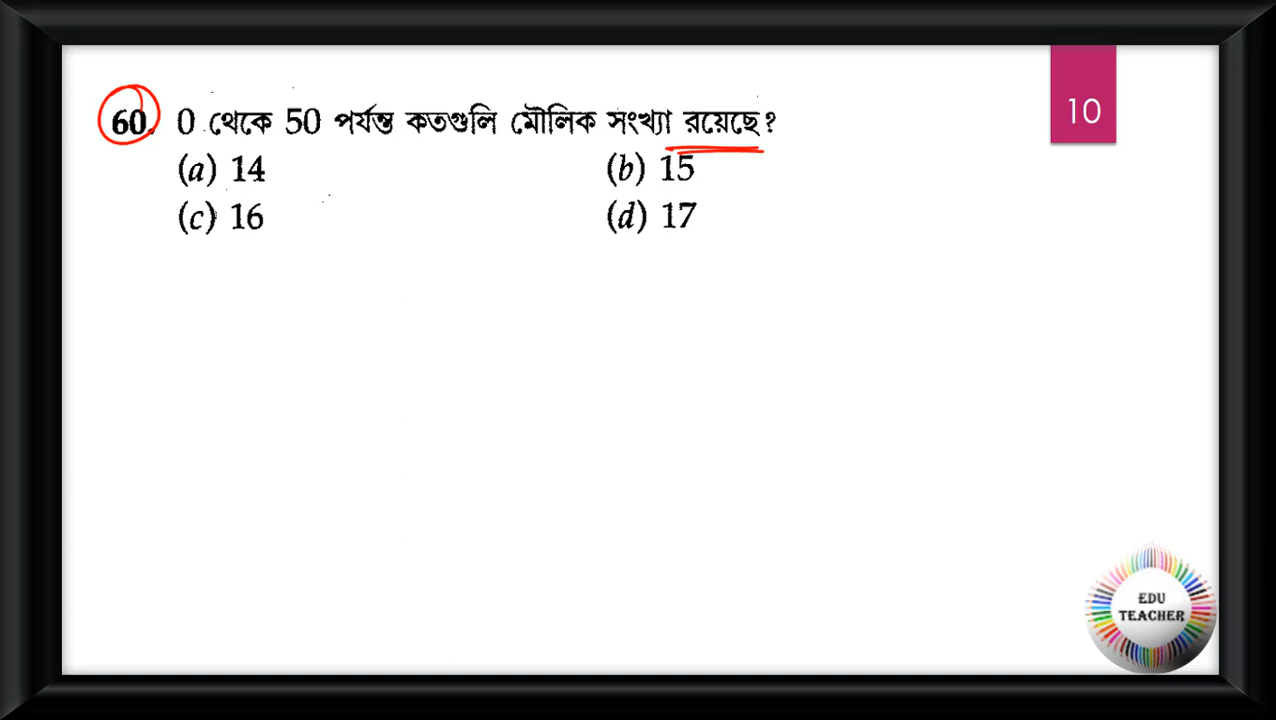 10
60. 0 থেকে 50 পর্যন্ত কতগুলি মৌলিক সংখ্যা রয়েছে?
(a) 14 (b) 15
(c) 16 (d) 17
EDU
TEACHER